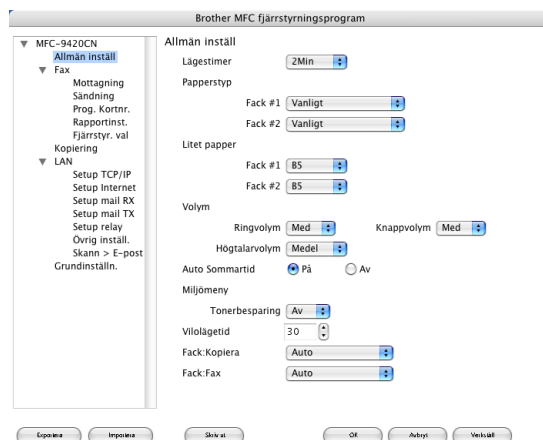 Brother MFC fjärrstyrningsprogram
MFC-9420CN
Allmän inställ
Fax
Mottagning
Sändning
Prog. Kortnr.
Rapportinst.
Fjärrstyr. val
Kopiering
LAN
Setup TCP/IP
Setup Internet
Setup mail RX
Setup mail TX
Setup relay
Övrig inställ.
Skann > E-post
Grundinställn.
Allmän inställ
Lägestimer 2Min
Papperstyp
Fack #1 Vanligt
Fack #2 Vanligt
Litet papper
Fack #1 B5
Fack #2 B5
Volym
Ringvolym Med Knappvolym Med
Högtalarvolym Medel
Auto Sommartid På Av
Miljömeny
Tonerbesparing Av
Vilolägetid 30
Fack:Kopiera Auto
Fack:Fax Auto
Exportera Importera Skriv ut OK Avbryt Verkställ